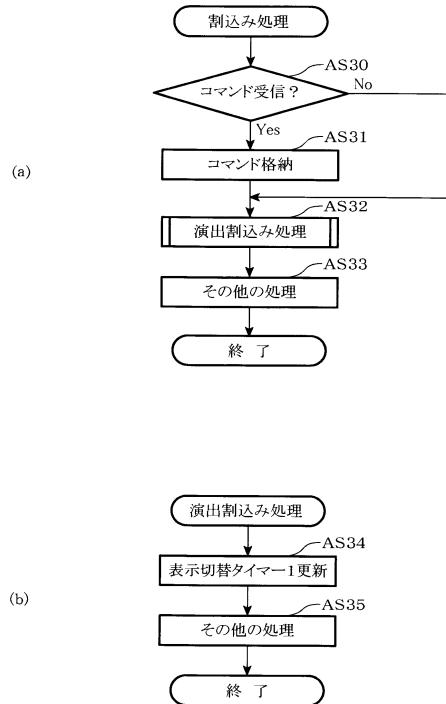 割込み処理
AS30
コマンド受信?
No
Yes
AS31
コマンド格納
(a)
AS32
演出割込み処理
AS33
その他の処理
終 了
演出割込み処理
AS34
表示切替タイマー1更新
(b)
AS35
その他の処理
終 了